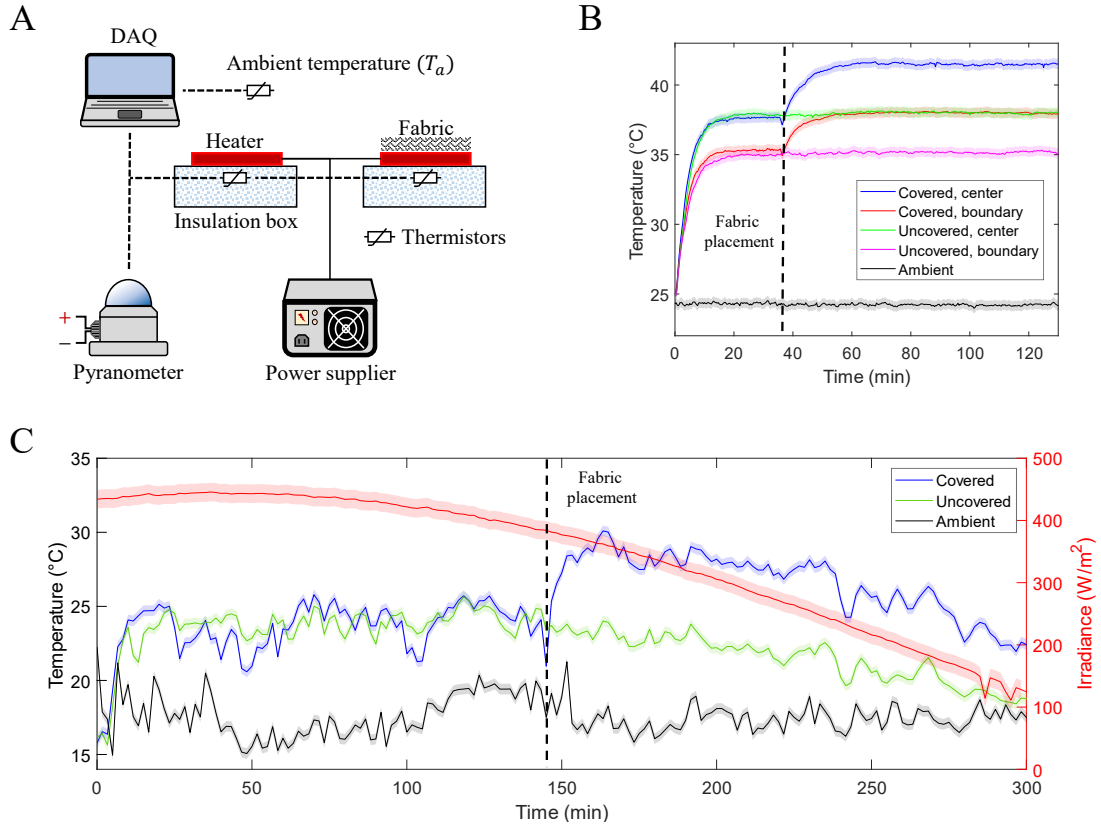 A
DAQ
Ambient temperature (Tₐ)
Heater
Fabric
Insulation box
Thermistors
+
−
Pyranometer
Power supplier
B
Temperature (°C)
40
35
30
25
Fabric
placement
Covered, center
Covered, boundary
Uncovered, center
Uncovered, boundary
Ambient
0 20 40 60 80 100 120
Time (min)
C
Temperature (°C)
35
30
25
20
15
Fabric
placement
Covered
Uncovered
Ambient
500
400
300
200
100
0
Irradiance (W/m²)
0 50 100 150 200 250 300
Time (min)